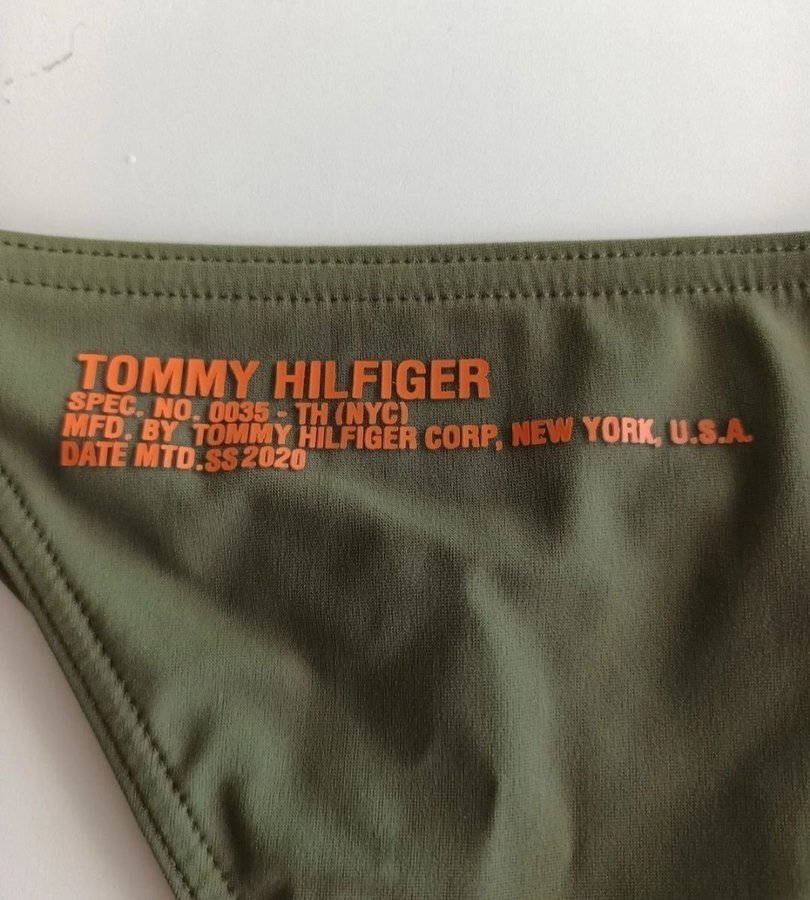 TOMMY HILFIGER
SPEC. NO. 0035 - TH (NYC)
MFD. BY TOMMY HILFIGER CORP, NEW YORK, U.S.A.
DATE MTD.SS 2020